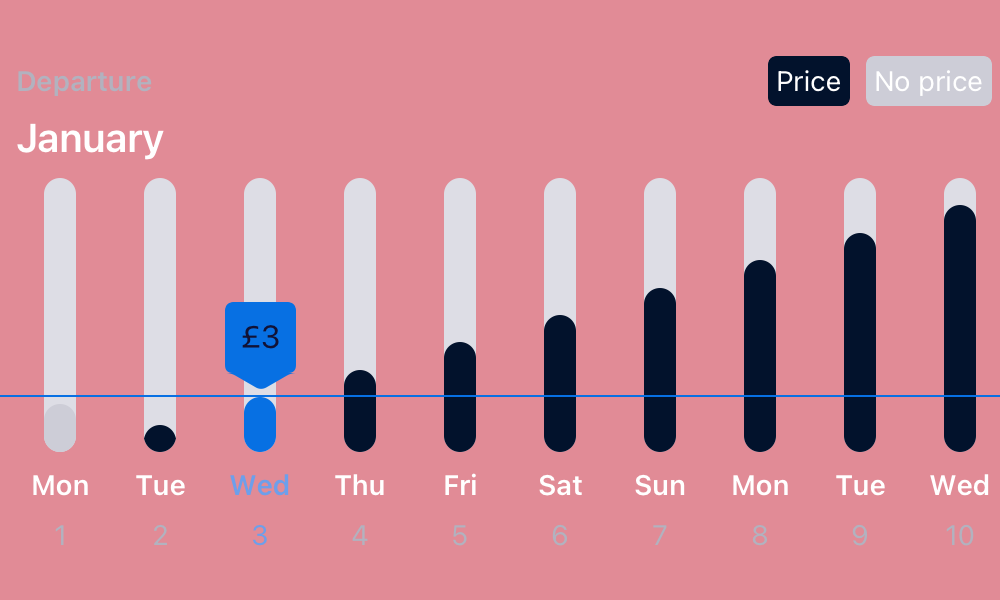 Departure
Price No price
January
£3
Mon Tue Wed Thu Fri Sat Sun Mon Tue Wed
1 2 3 4 5 6 7 8 9 10